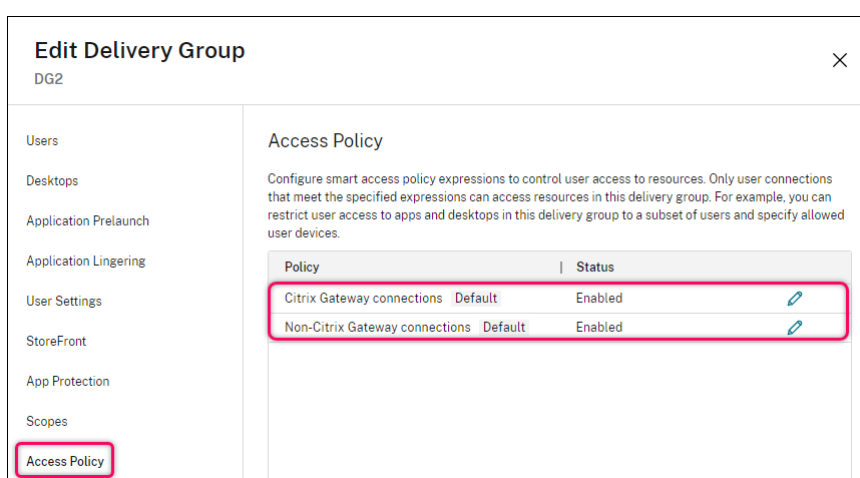 Edit Delivery Group
DG2
Users
Desktops
Application Prelaunch
Application Lingering
User Settings
StoreFront
App Protection
Scopes
Access Policy
Access Policy
Configure smart access policy expressions to control user access to resources. Only user connections
that meet the specified expressions can access resources in this delivery group. For example, you can
restrict user access to apps and desktops in this delivery group to a subset of users and specify allowed
user devices.
Policy | Status
Citrix Gateway connections Default Enabled
Non-Citrix Gateway connections Default Enabled